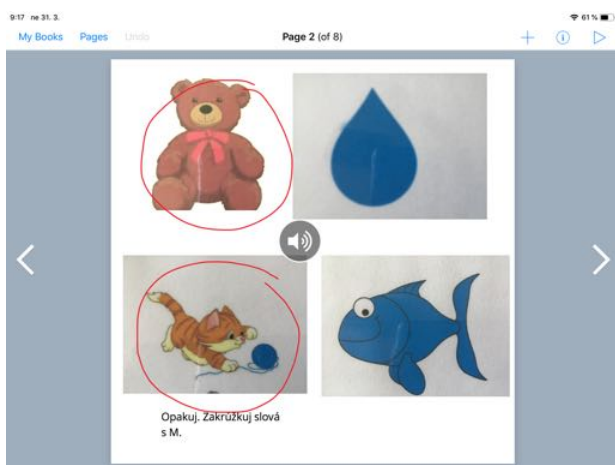 9:17 ne 31. 3.
61 %
My Books Pages Undo Page 2 (of 8)
Opakuj. Zakrúžkuj slová
s M.